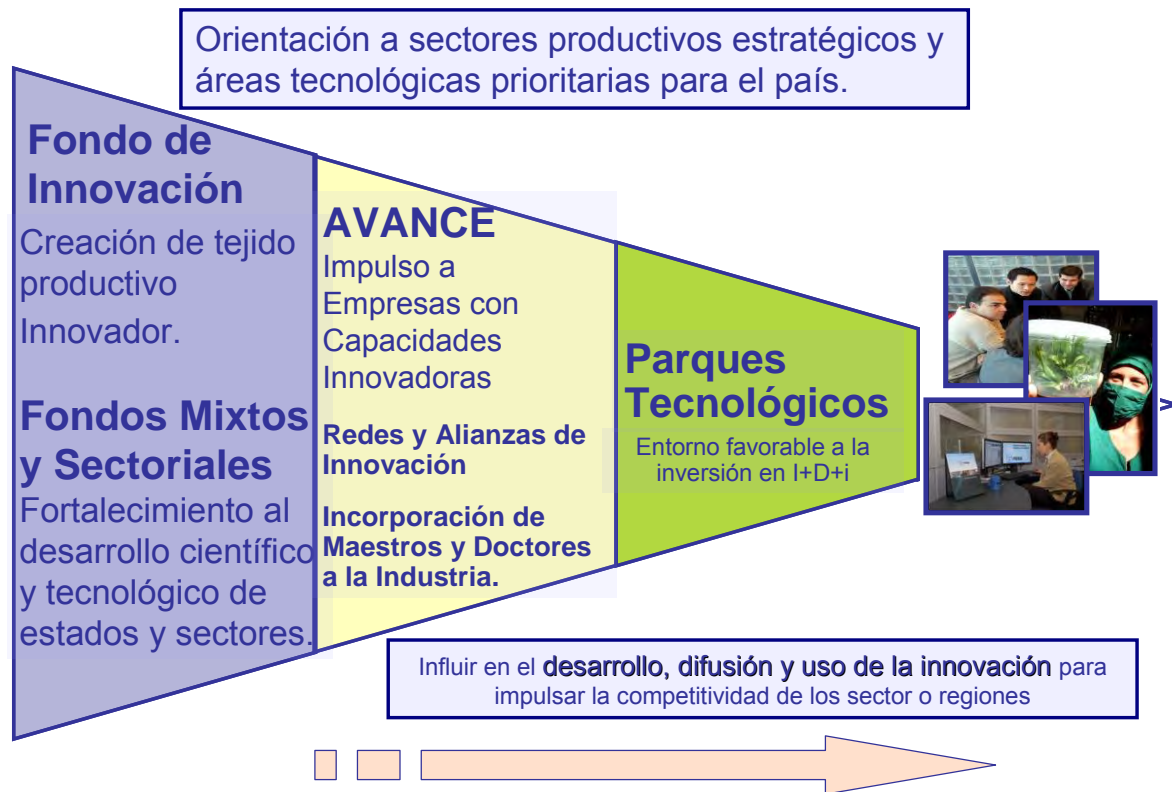 Orientación a sectores productivos estratégicos y
áreas tecnológicas prioritarias para el país.
Fondo de
Innovación
Creación de tejido
productivo
Innovador.
Fondos Mixtos
y Sectoriales
Fortalecimiento al
desarrollo científico
y tecnológico de
estados y sectores.
AVANCE
Impulso a
Empresas con
Capacidades
Innovadoras
Redes y Alianzas de
Innovación
Incorporación de
Maestros y Doctores
a la Industria.
Parques
Tecnológicos
Entorno favorable a la
inversión en I+D+i
Influir en el desarrollo, difusión y uso de la innovación para
impulsar la competitividad de los sector o regiones